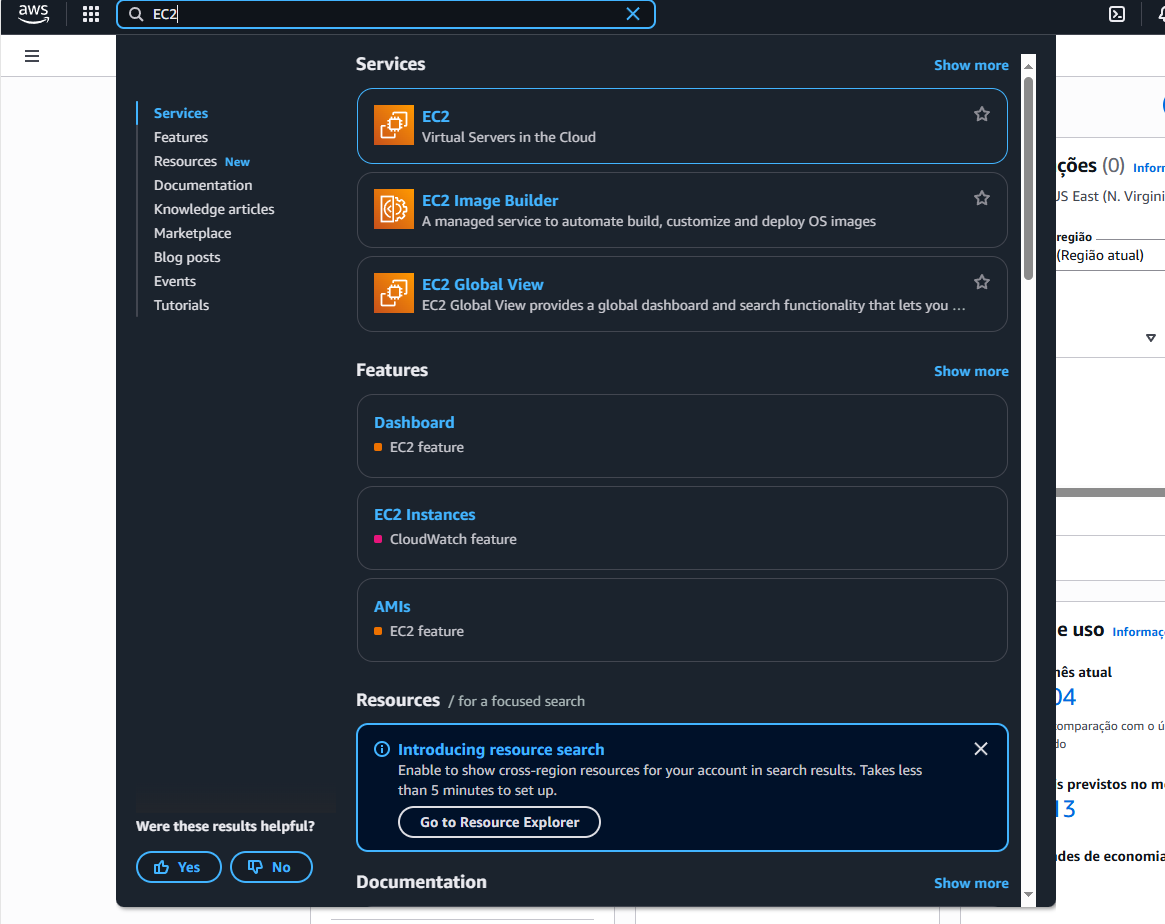 aws
EC2
Services
Features
Resources New
Documentation
Knowledge articles
Marketplace
Blog posts
Events
Tutorials
Were these results helpful?
Yes
No
Services
Show more
EC2
Virtual Servers in the Cloud
EC2 Image Builder
A managed service to automate build, customize and deploy OS images
EC2 Global View
EC2 Global View provides a global dashboard and search functionality that lets you …
Features
Show more
Dashboard
EC2 feature
EC2 Instances
CloudWatch feature
AMIs
EC2 feature
Resources / for a focused search
Introducing resource search
Enable to show cross-region resources for your account in search results. Takes less
than 5 minutes to set up.
Go to Resource Explorer
Documentation
Show more
ções (0) Inform
US East (N. Virgini
região
(Região atual)
e uso Informaç
mês atual
04
omparação com o ú
do
s previstos no m
13
des de economia